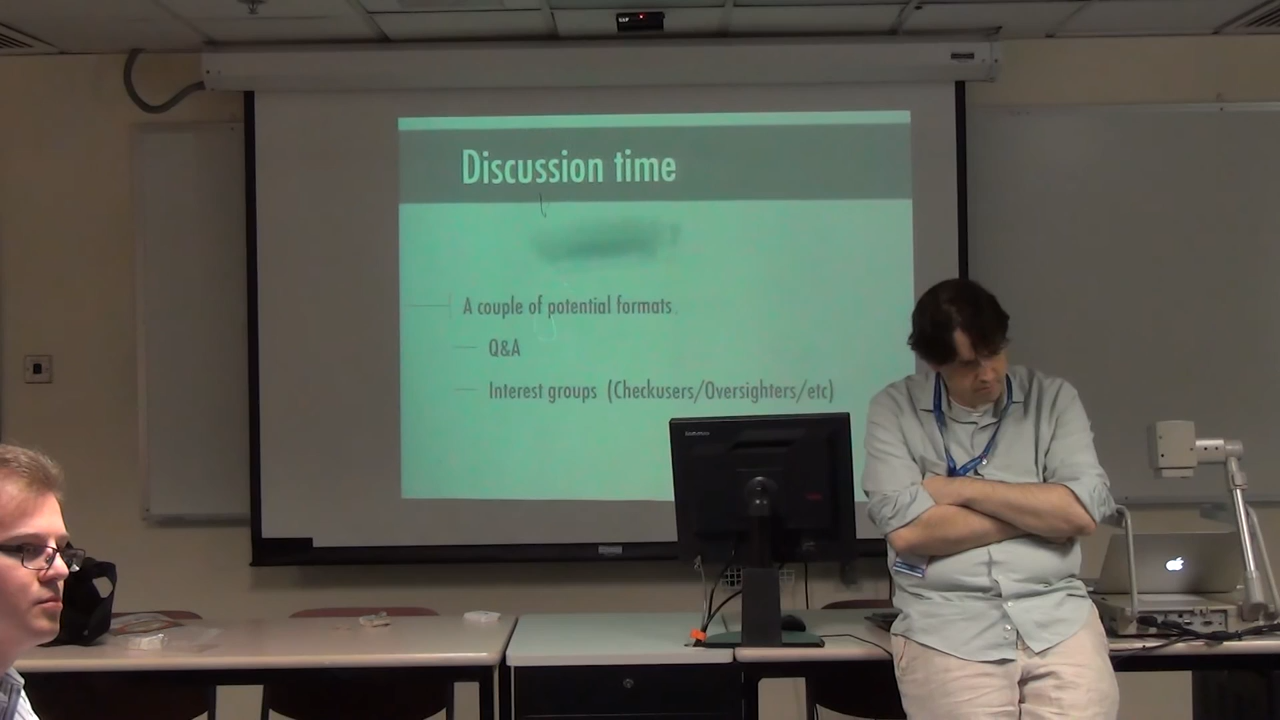 Discussion time
A couple of potential formats.
Q&A
Interest groups (Checkusers/Oversighters/etc)